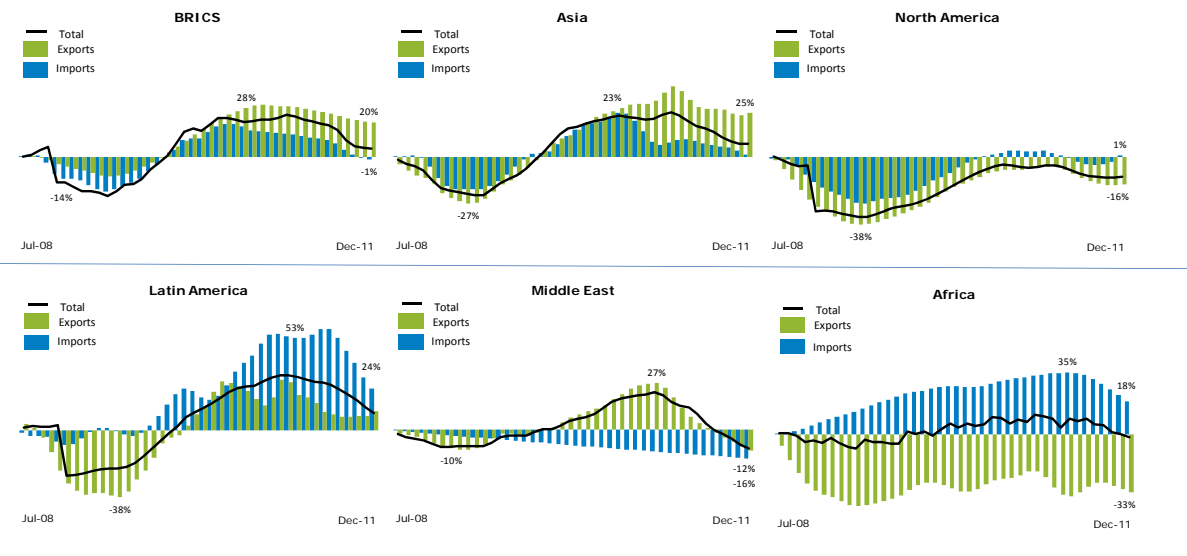 BRICS
Total
Exports
Imports
28%
20%
-1%
-14%
Jul-08
Dec-11
Asia
Total
Exports
Imports
23%
25%
-27%
Jul-08
Dec-11
North America
Total
Exports
Imports
1%
-16%
-38%
Jul-08
Dec-11
Latin America
Total
Exports
Imports
53%
24%
-38%
Jul-08
Dec-11
Middle East
Total
Exports
Imports
27%
-10%
-12%
-16%
Jul-08
Dec-11
Africa
Total
Exports
Imports
35%
18%
-33%
Jul-08
Dec-11